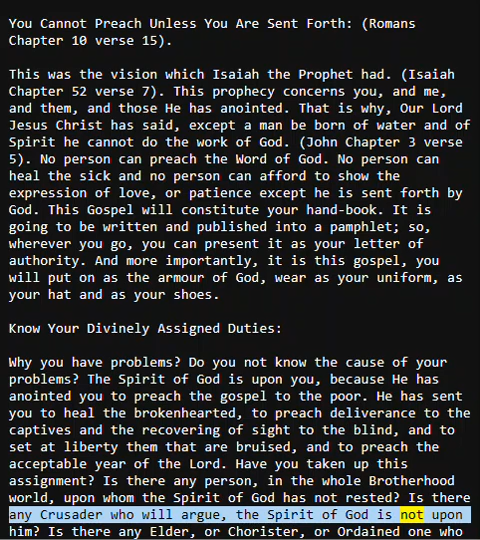 You Cannot Preach Unless You Are Sent Forth: (Romans
Chapter 10 verse 15).
This was the vision which Isaiah the Prophet had. (Isaiah
Chapter 52 verse 7). This prophecy concerns you, and me,
and them, and those He has anointed. That is why, Our Lord
Jesus Christ has said, except a man be born of water and of
Spirit he cannot do the work of God. (John Chapter 3 verse
5). No person can preach the Word of God. No person can
heal the sick and no person can afford to show the
expression of love, or patience except he is sent forth by
God. This Gospel will constitute your hand-book. It is
going to be written and published into a pamphlet; so,
wherever you go, you can present it as your letter of
authority. And more importantly, it is this gospel, you
will put on as the armour of God, wear as your uniform, as
your hat and as your shoes.
Know Your Divinely Assigned Duties:
Why you have problems? Do you not know the cause of your
problems? The Spirit of God is upon you, because He has
anointed you to preach the gospel to the poor. He has sent
you to heal the brokenhearted, to preach deliverance to the
captives and the recovering of sight to the blind, and to
set at liberty them that are bruised, and to preach the
acceptable year of the Lord. Have you taken up this
assignment? Is there any person, in the whole Brotherhood
world, upon whom the Spirit of God has not rested? Is there
any Crusader who will argue, the Spirit of God is not upon
him? Is there any Elder, or Chorister, or Ordained one who